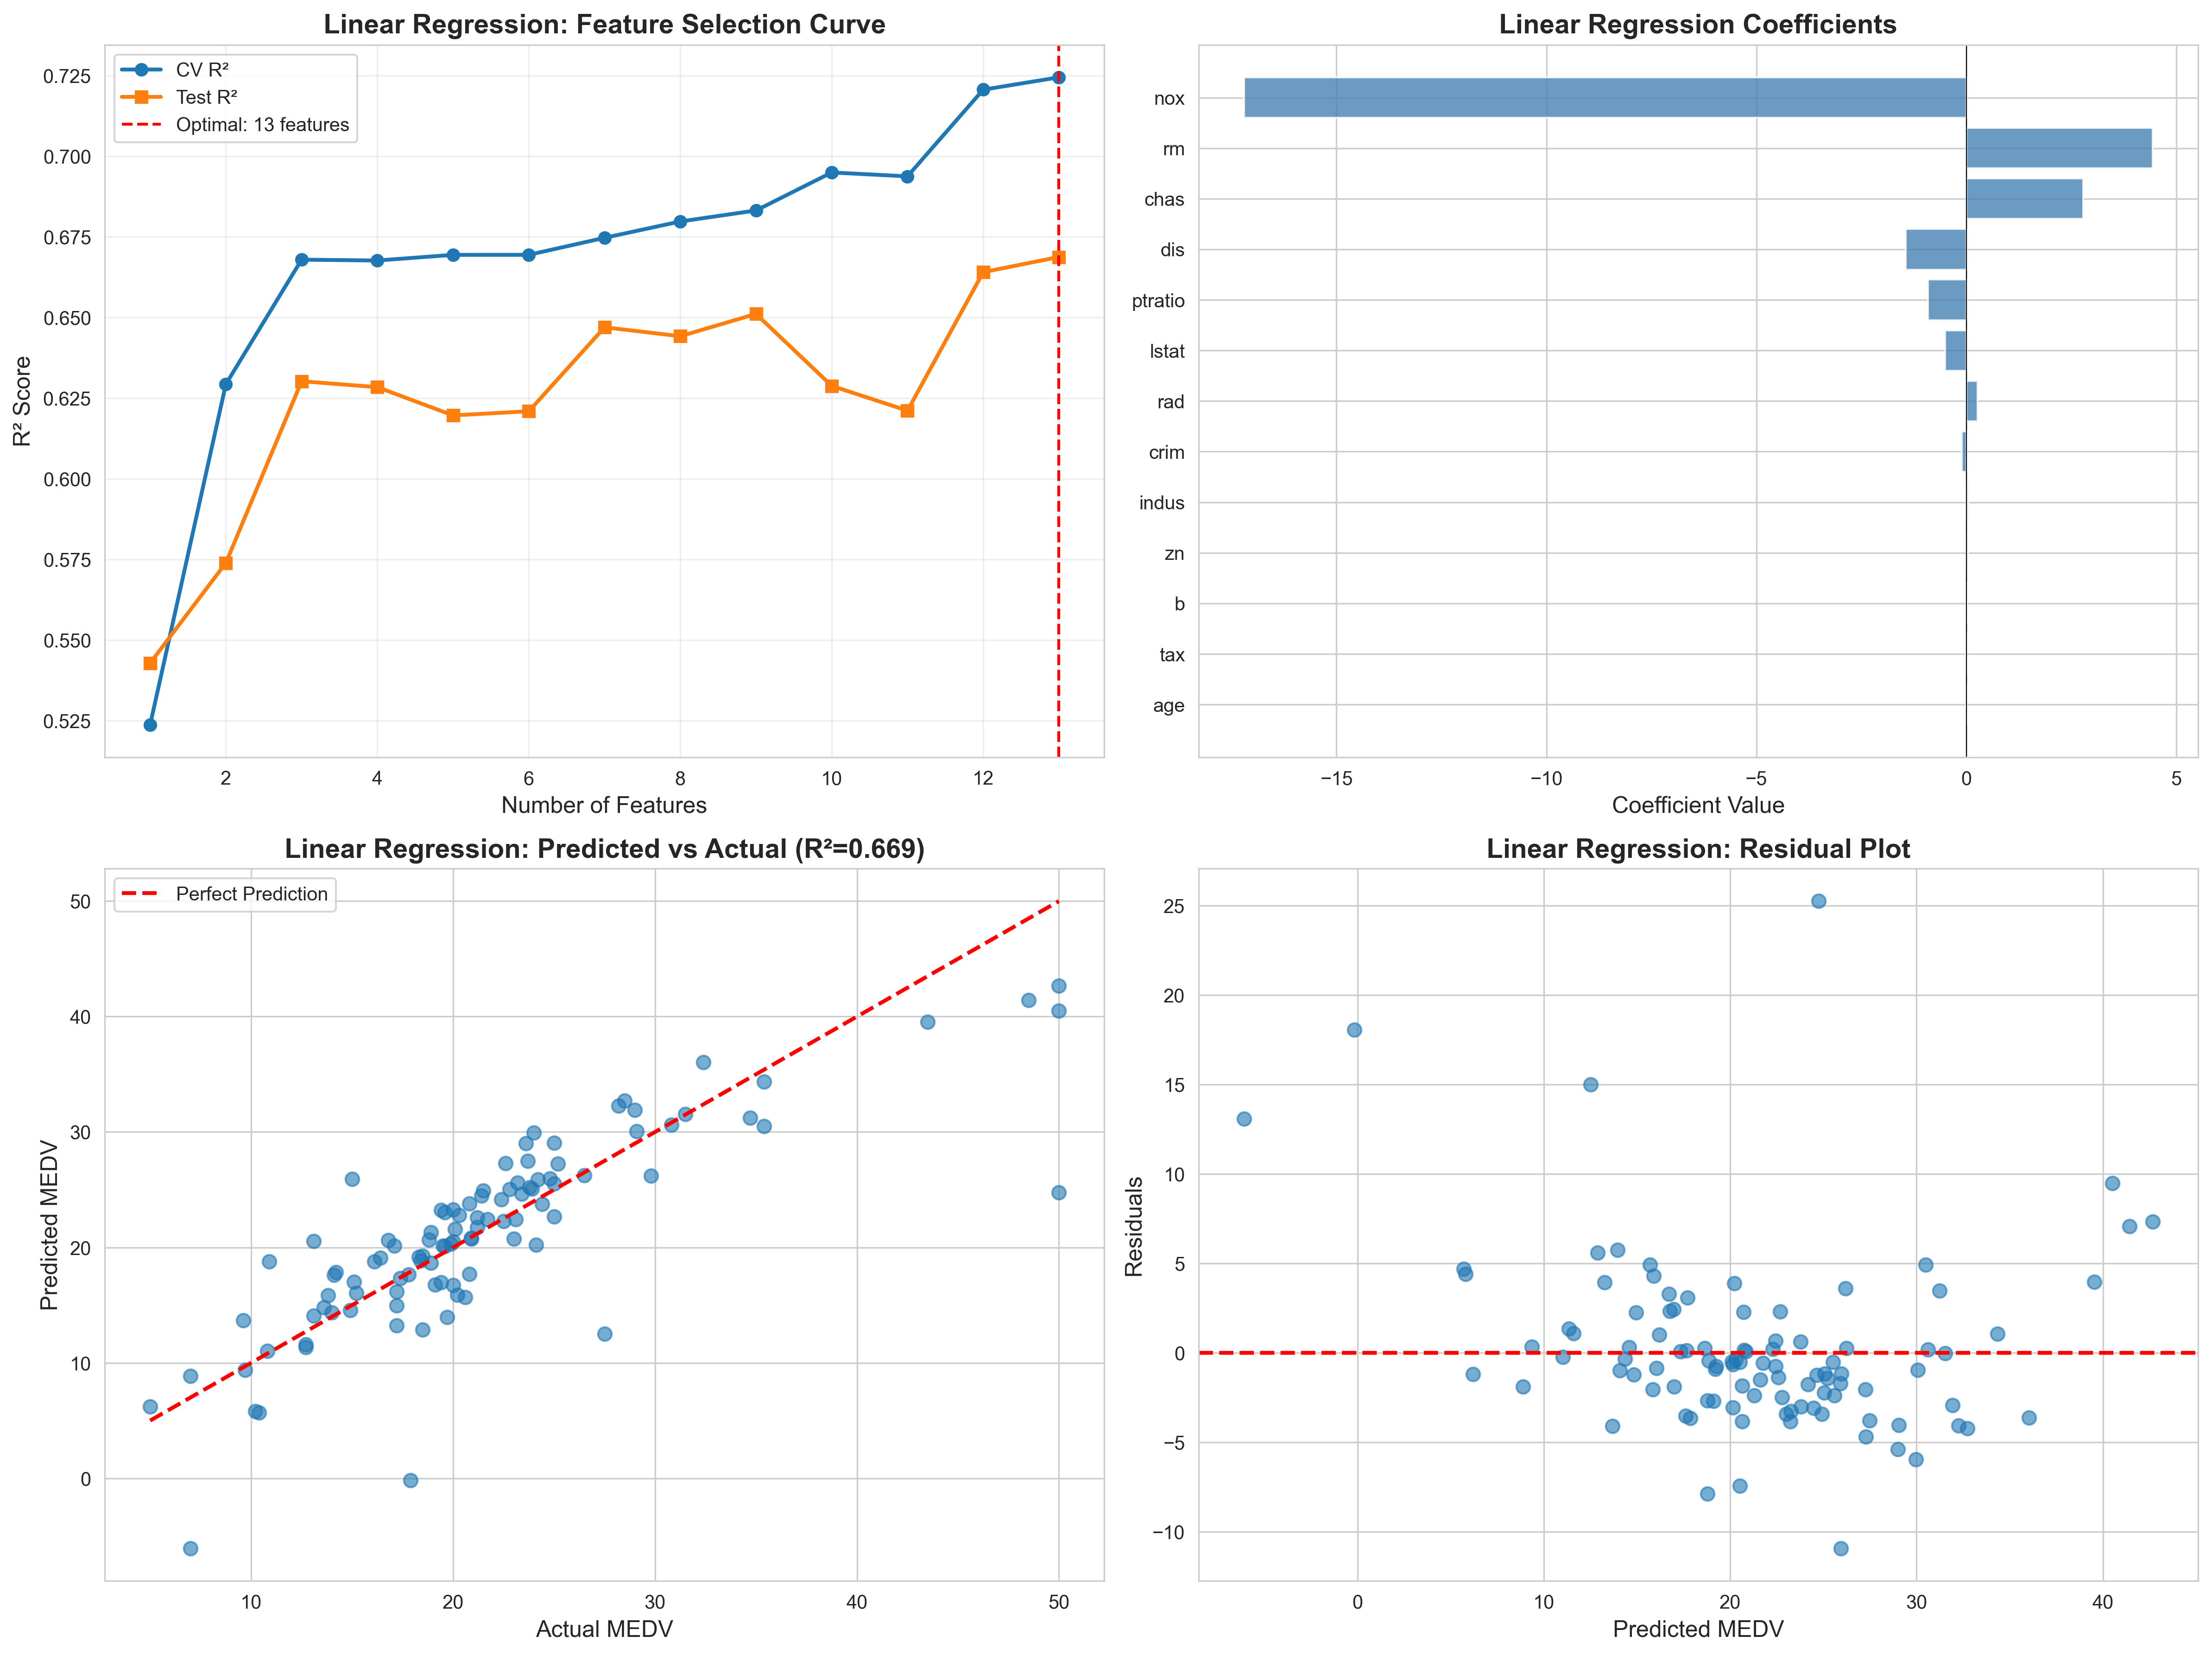 Linear Regression: Feature Selection Curve
CV R²
Test R²
Optimal: 13 features
R² Score
0.725
0.700
0.675
0.650
0.625
0.600
0.575
0.550
0.525
2 4 6 8 10 12
Number of Features
Linear Regression Coefficients
nox
rm
chas
dis
ptratio
lstat
rad
crim
indus
zn
b
tax
age
−15 −10 −5 0 5
Coefficient Value
Linear Regression: Predicted vs Actual (R²=0.669)
Perfect Prediction
Predicted MEDV
50
40
30
20
10
0
10 20 30 40 50
Actual MEDV
Linear Regression: Residual Plot
Residuals
25
20
15
10
5
0
−5
−10
0 10 20 30 40
Predicted MEDV